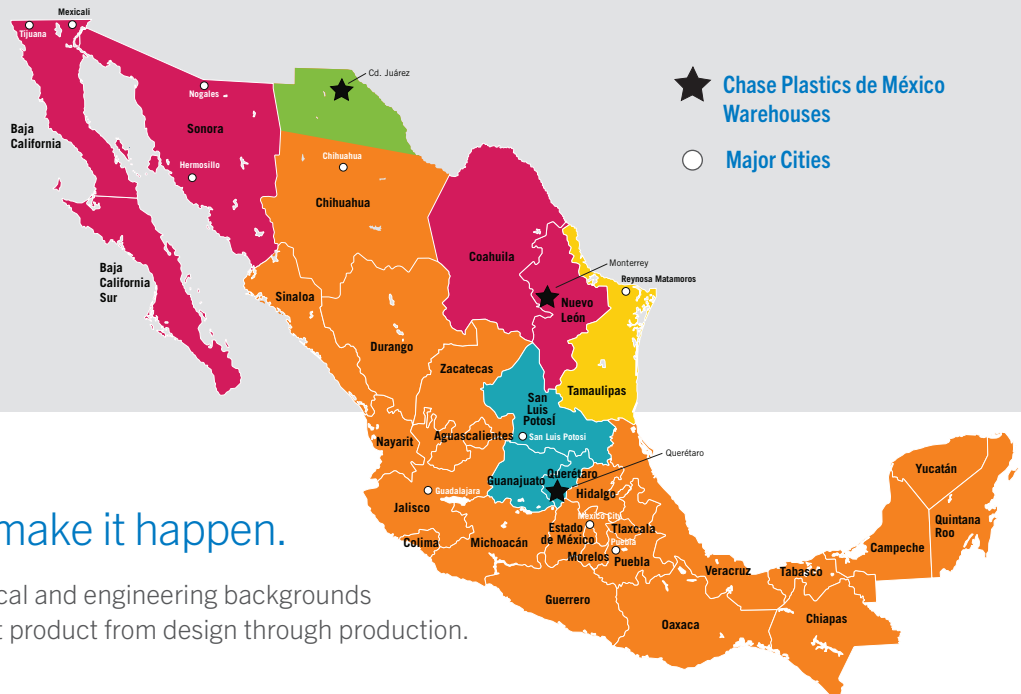 Mexicali
Tijuana
Cd. Juárez
Nogales
Sonora
Baja
California
Hermosillo
Chihuahua
Chihuahua
Chase Plastics de México
Warehouses
Major Cities
Baja
California
Sur
Coahuila
Monterrey
Reynosa Matamoros
Sinaloa
Nuevo
León
Durango
Zacatecas
Tamaulipas
San
Luis
Potosí
Nayarit
Aguascalientes
San Luis Potosi
Querétaro
Guanajuato
Querétaro
Guadalajara
Hidalgo
Jalisco
Mexico City
Yucatán
Quintana
Roo
make it happen.
Colima
Michoacán
Estado
de México
Tlaxcala
Puebla
Morelos
Puebla
Campeche
Veracruz
Tabasco
cal and engineering backgrounds
Guerrero
Oaxaca
Chiapas
t product from design through production.